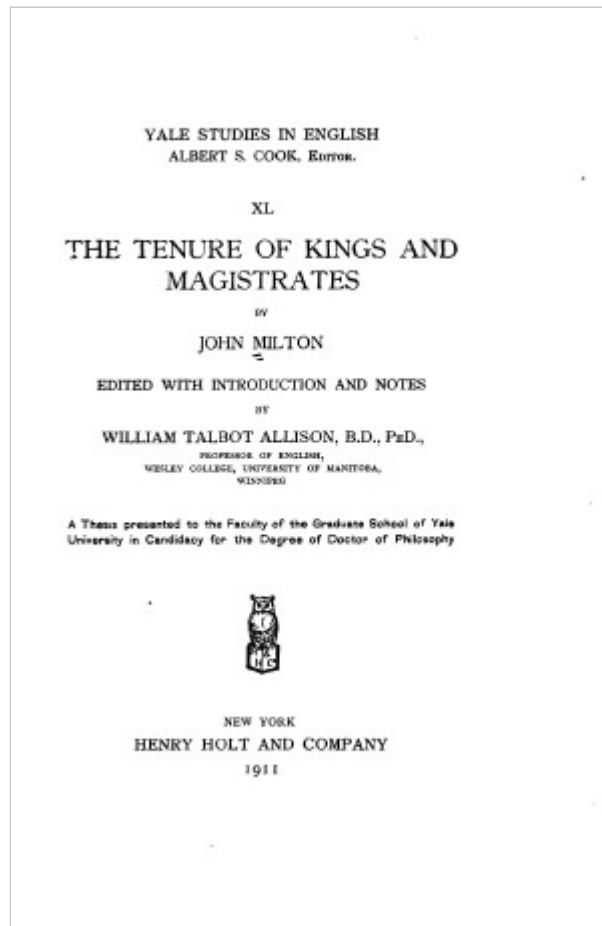 YALE STUDIES IN ENGLISH
ALBERT S. COOK, EDITOR.
XL
THE TENURE OF KINGS AND
MAGISTRATES
BY
JOHN MILTON
EDITED WITH INTRODUCTION AND NOTES
BY
WILLIAM TALBOT ALLISON, B.D., PHD.,
PROFESSOR OF ENGLISH,
WESLEY COLLEGE, UNIVERSITY OF MANITOBA,
WINNIPEG
A Thesis presented to the Faculty of the Graduate School of Yale
University in Candidacy for the Degree of Doctor of Philosophy
NEW YORK
HENRY HOLT AND COMPANY
1911